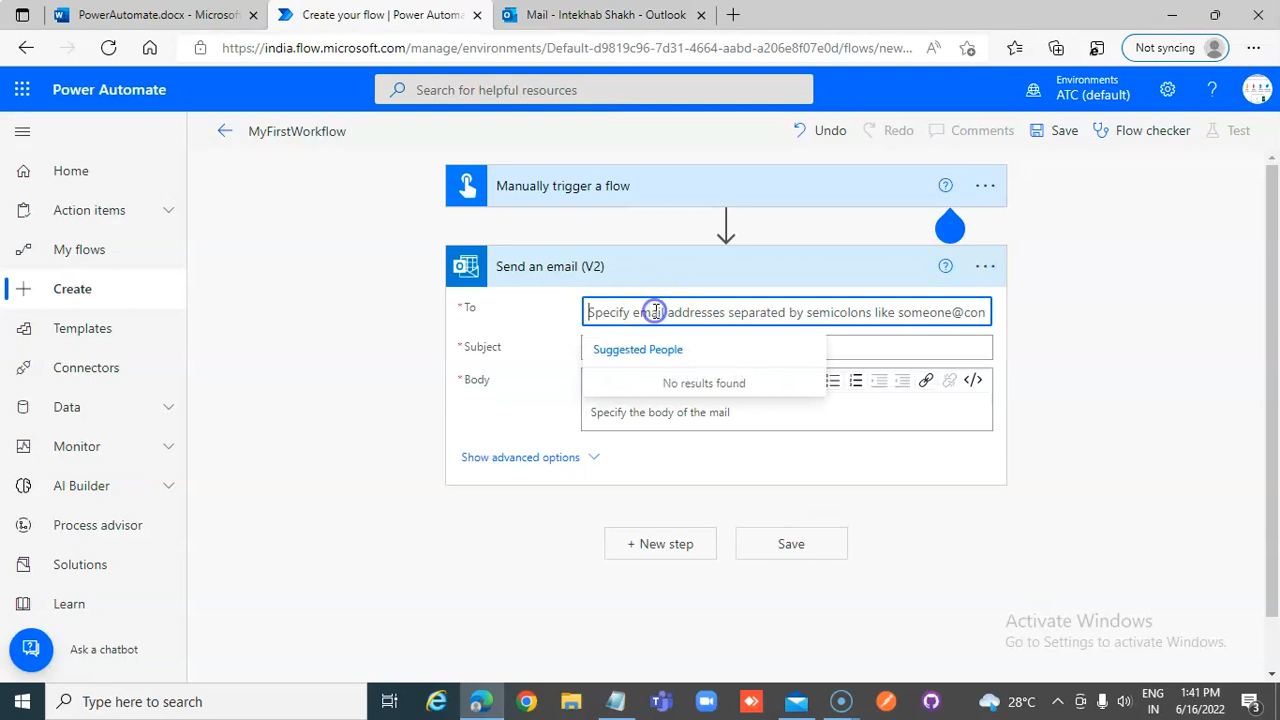 PowerAutomate.docx - Microsoft
Create your flow | Power Automa
Mail - Intekhab Shakh - Outlook
https://india.flow.microsoft.com/manage/environments/Default-d9819c96-7d31-4664-aabd-a206e8f07e0d/flows/new...
Not syncing
Power Automate
Search for helpful resources
Environments
ATC (default)
MyFirstWorkflow
Undo
Redo
Comments
Save
Flow checker
Test
Home
Action items
My flows
Create
Templates
Connectors
Data
Monitor
AI Builder
Process advisor
Solutions
Learn
Ask a chatbot
Manually trigger a flow
Send an email (V2)
* To
Specify email addresses separated by semicolons like someone@con
Suggested People
No results found
* Subject
* Body
Specify the body of the mail
Show advanced options
+ New step
Save
Activate Windows
Go to Settings to activate Windows.
Type here to search
28°C
ENG
IN
1:41 PM
6/16/2022
3